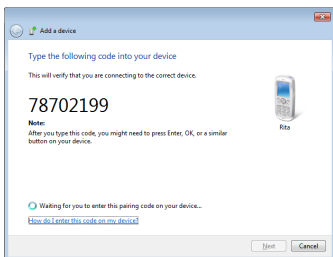 Add a device
Type the following code into your device
This will verify that you are connecting to the correct device.
78702199
Rita
Note:
After you type this code, you might need to press Enter, OK, or a similar
button on your device.
Waiting for you to enter this pairing code on your device...
How do I enter this code on my device?
Next Cancel